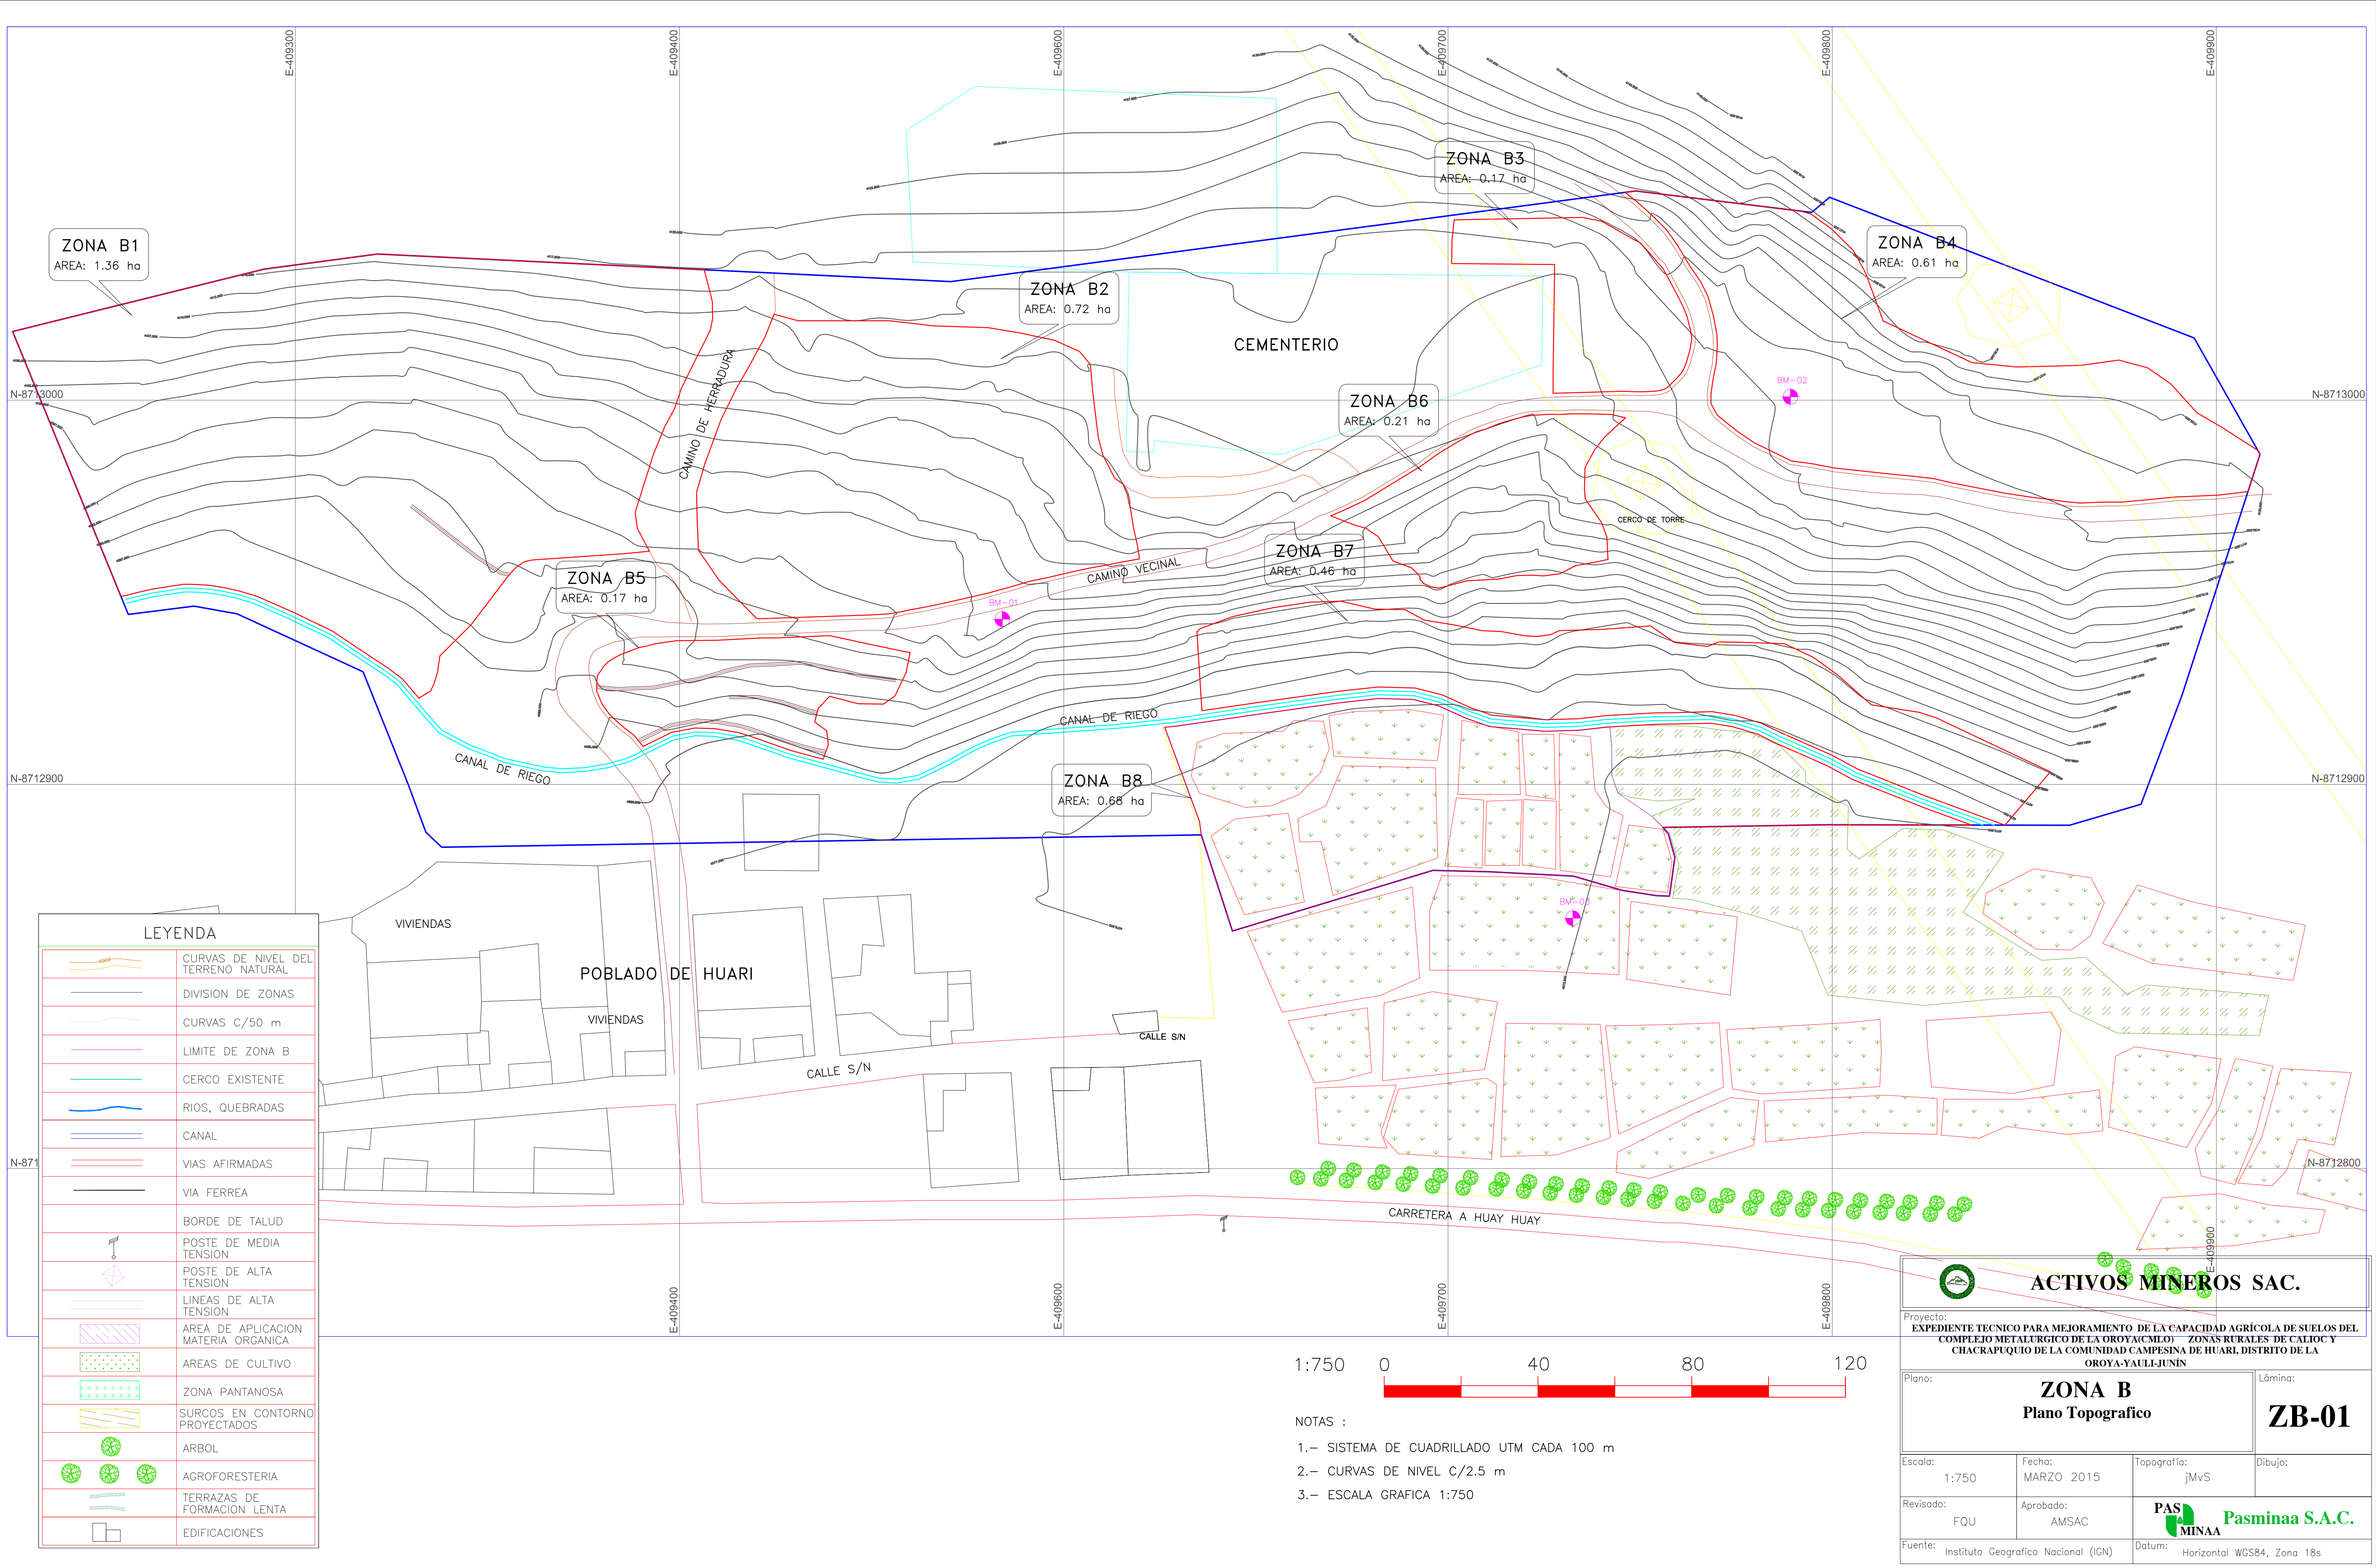 E-409300
E-409400
E-409600
E-409700
E-409800
E-409900
ZONA B3
AREA: 0.17 ha
ZONA B1
AREA: 1.36 ha
ZONA B4
AREA: 0.61 ha
ZONA B2
AREA: 0.72 ha
CEMENTERIO
CAMINO DE HERRADURA
BM-02
N-8713000
N-8713000
ZONA B6
AREA: 0.21 ha
CERCO DE TORRE
ZONA B7
AREA: 0.46 ha
CAMINO VECINAL
ZONA B5
AREA: 0.17 ha
BM-01
CANAL DE RIEGO
CANAL DE RIEGO
N-8712900
N-8712900
ZONA B8
AREA: 0.68 ha
BM-03
VIVIENDAS
POBLADO DE HUARI
VIVIENDAS
CALLE S/N
CALLE S/N
N-871
N-8712800
CARRETERA A HUAY HUAY
E-409400
E-409600
E-409700
E-409800
E-409900
LEYENDA
CURVAS DE NIVEL DEL
TERRENO NATURAL
DIVISION DE ZONAS
CURVAS C/50 m
LIMITE DE ZONA B
CERCO EXISTENTE
RIOS, QUEBRADAS
CANAL
VIAS AFIRMADAS
VIA FERREA
BORDE DE TALUD
POSTE DE MEDIA
TENSION
POSTE DE ALTA
TENSION
LINEAS DE ALTA
TENSION
AREA DE APLICACION
MATERIA ORGANICA
AREAS DE CULTIVO
ZONA PANTANOSA
SURCOS EN CONTORNO
PROYECTADOS
ARBOL
AGROFORESTERIA
TERRAZAS DE
FORMACION LENTA
EDIFICACIONES
1:750 0 40 80 120
NOTAS :
1.- SISTEMA DE CUADRILLADO UTM CADA 100 m
2.- CURVAS DE NIVEL C/2.5 m
3.- ESCALA GRAFICA 1:750
ACTIVOS MINEROS SAC.
Proyecto:
EXPEDIENTE TECNICO PARA MEJORAMIENTO DE LA CAPACIDAD AGRÍCOLA DE SUELOS DEL
COMPLEJO METALURGICO DE LA OROYA(CMLO) ZONAS RURALES DE CALIOC Y
CHACRAPUQUIO DE LA COMUNIDAD CAMPESINA DE HUARI, DISTRITO DE LA
OROYA-YAULI-JUNÍN
Plano:
ZONA B
Plano Topografico
Lámina:
ZB-01
Escala:
1:750
Fecha:
MARZO 2015
Topografía:
jMvS
Dibujo:
Revisado:
FQU
Aprobado:
AMSAC
PAS
MINAA
Pasminaa S.A.C.
Fuente:
Instituto Geografico Nacional (IGN)
Datum:
Horizontal WGS84, Zona 18s